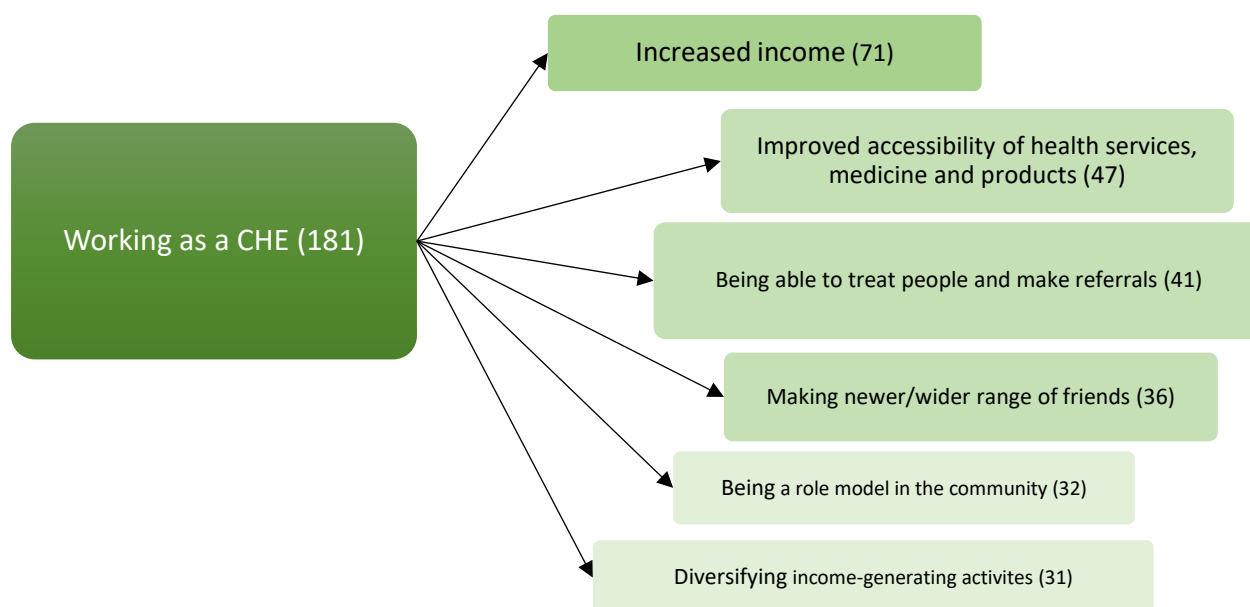 Increased income (71)
Improved accessibility of health services,
medicine and products (47)
Working as a CHE (181)
Being able to treat people and make referrals (41)
Making newer/wider range of friends (36)
Being a role model in the community (32)
Diversifying income-generating activites (31)